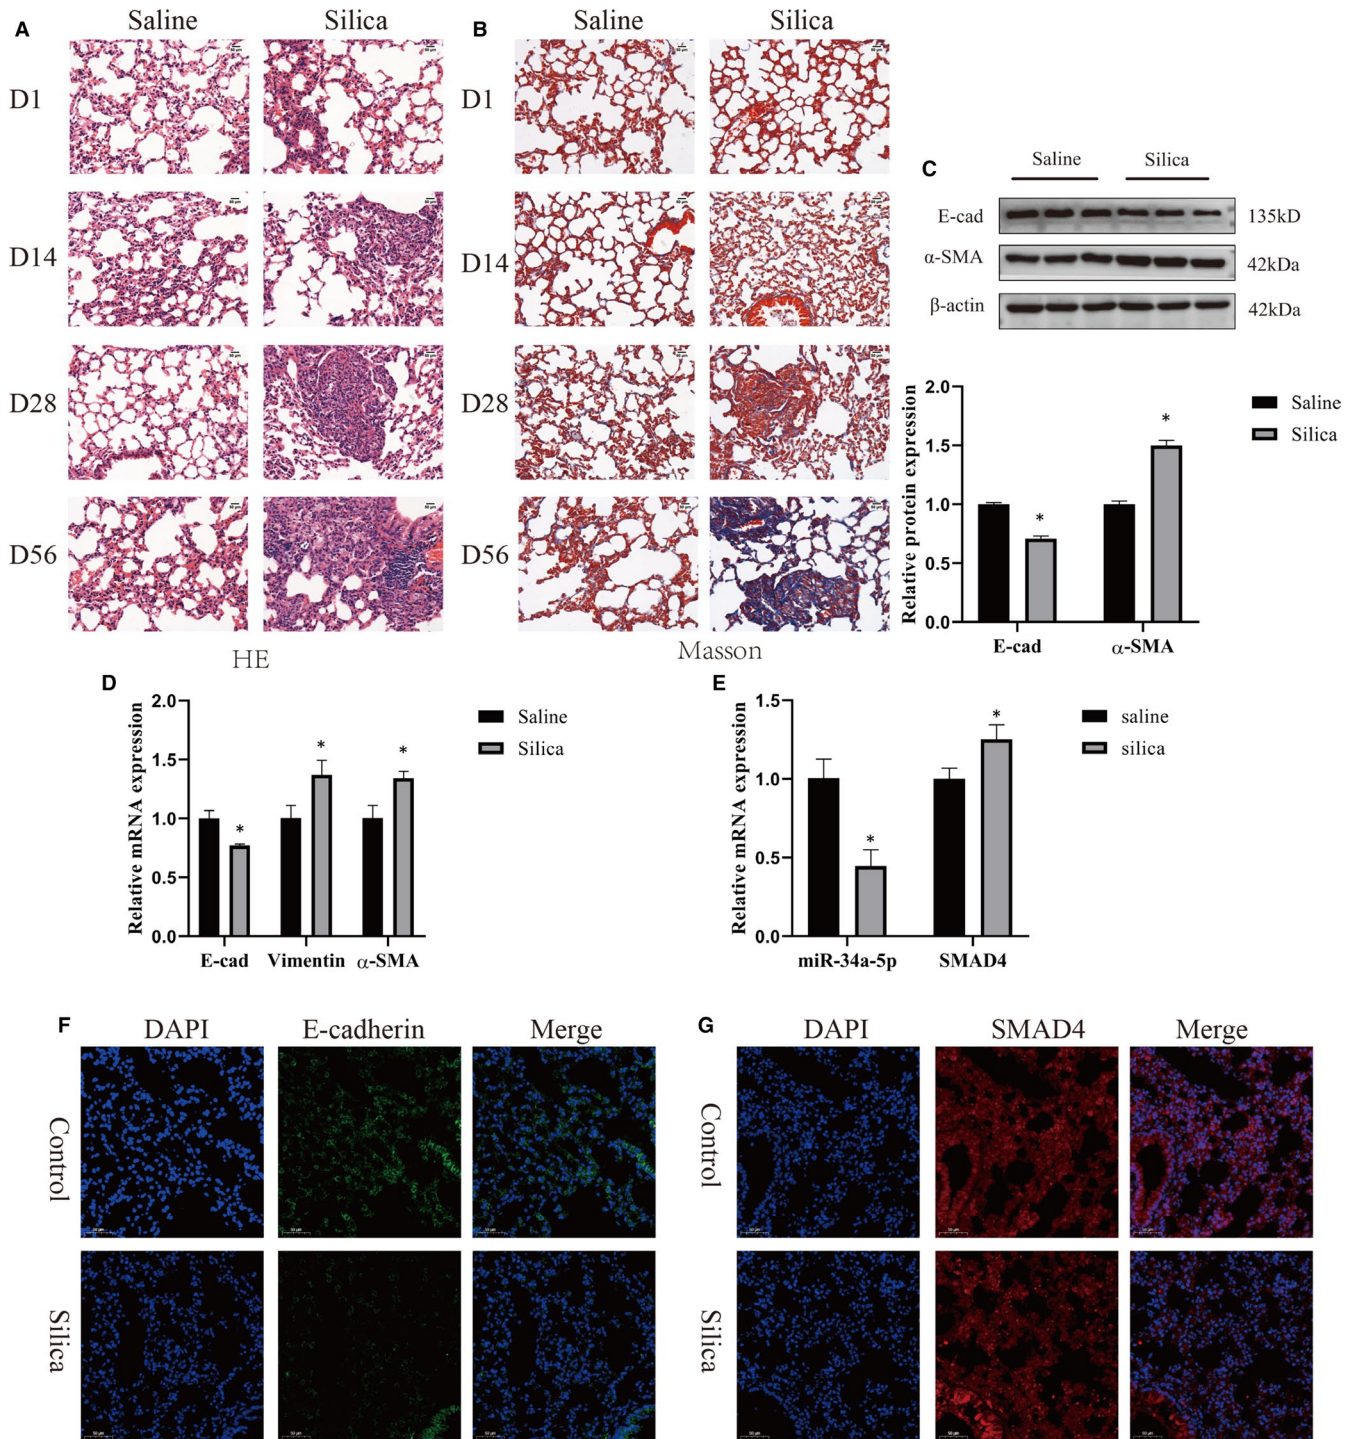 A
Saline
Silica
B
Saline
Silica
D1
D14
D28
D56
HE
D1
D14
D28
D56
Masson
C
Saline
Silica
E-cad
135kD
α-SMA
42kDa
β-actin
42kDa
Relative protein expression
2.0
1.5
1.0
0.5
0.0
E-cad
α-SMA
*
*
Saline
Silica
D
Relative mRNA expression
2.0
1.5
1.0
0.5
0.0
E-cad
Vimentin
α-SMA
*
*
*
Saline
Silica
E
Relative mRNA expression
1.5
1.0
0.5
0.0
miR-34a-5p
SMAD4
*
*
saline
silica
F
DAPI
E-cadherin
Merge
Control
Silica
G
DAPI
SMAD4
Merge
Control
Silica